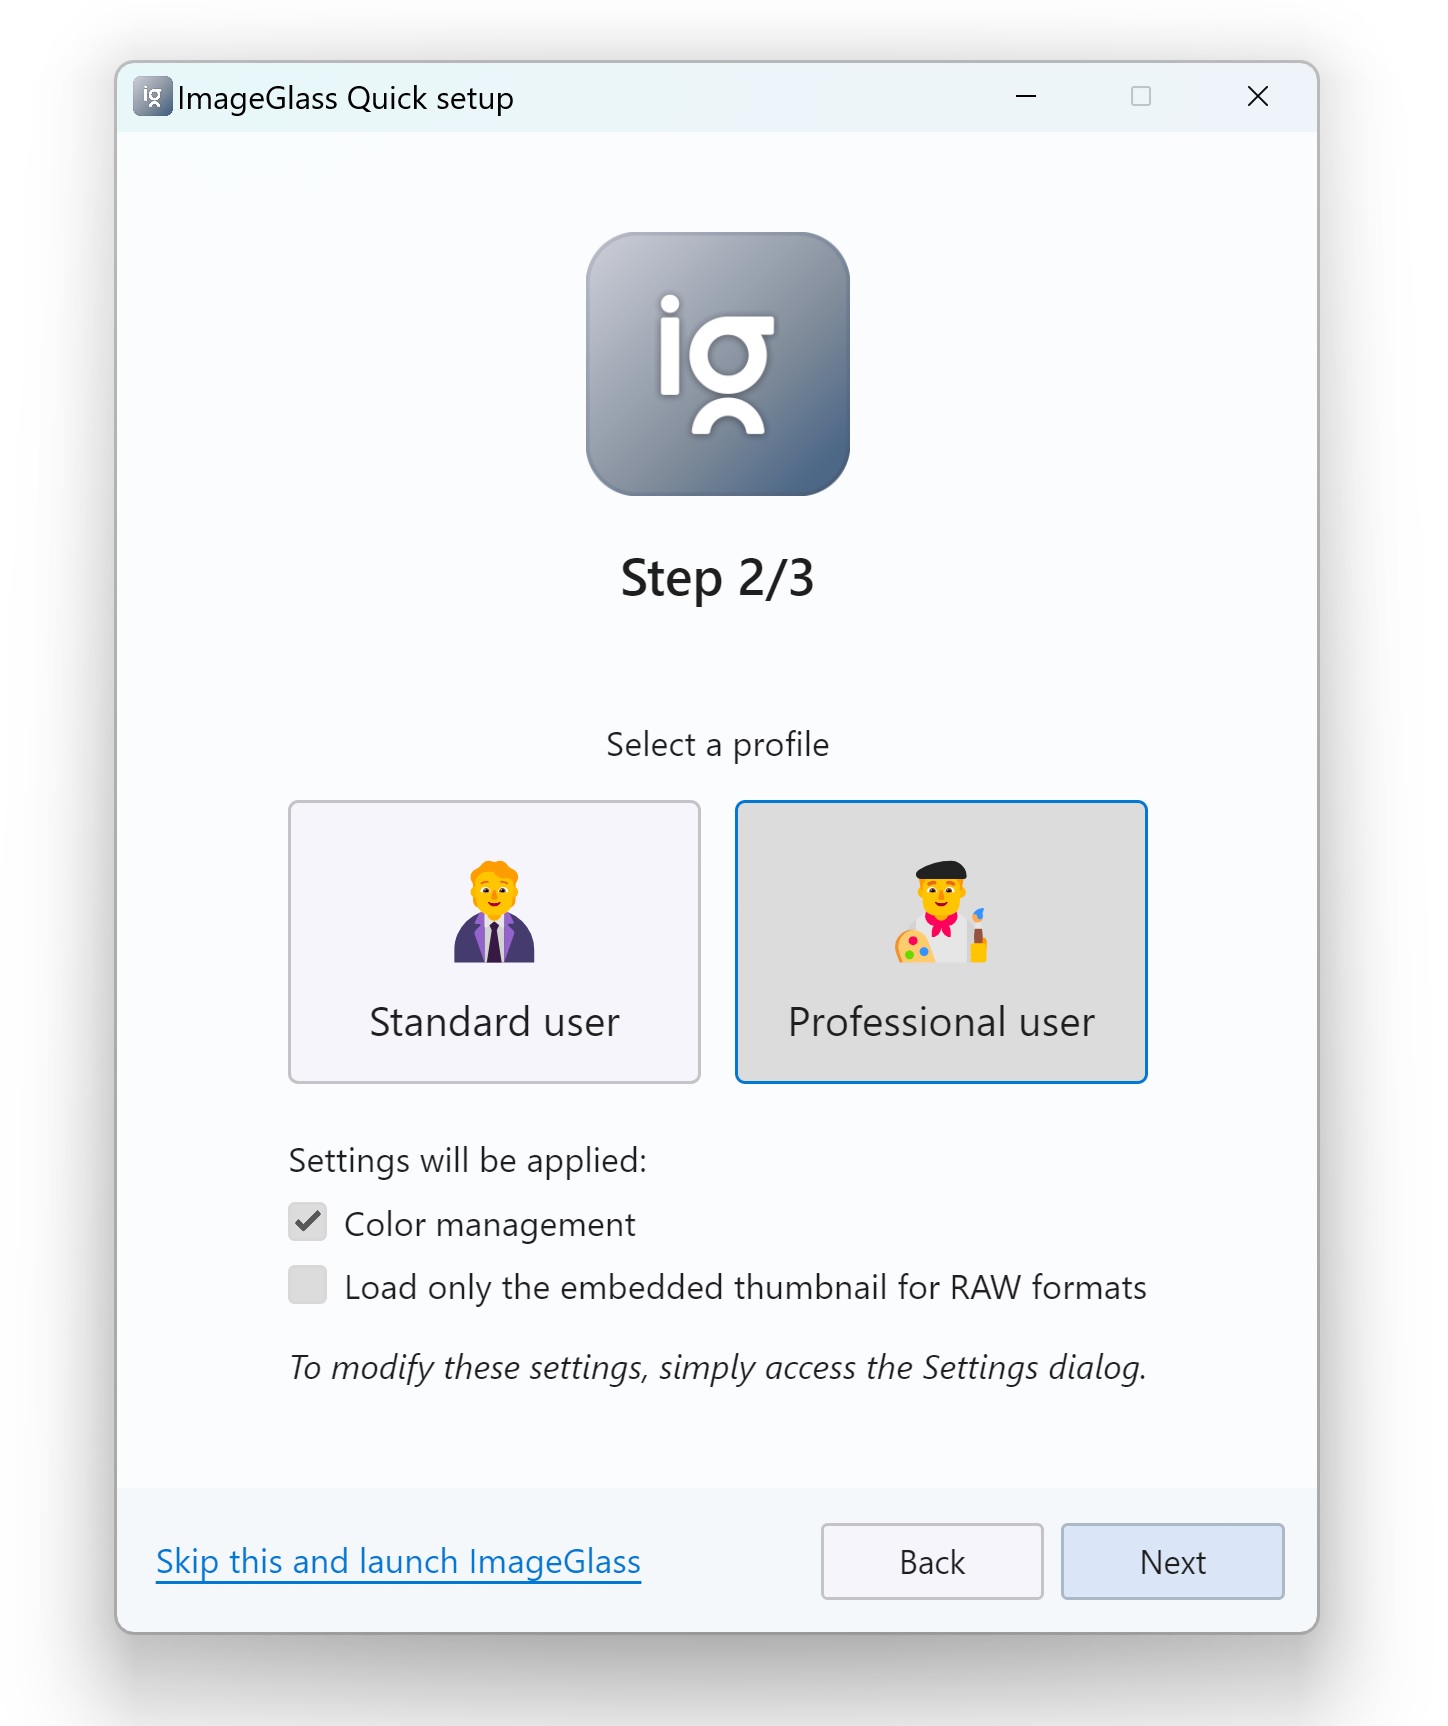 ig ImageGlass Quick setup
ig
Step 2/3
Select a profile
Standard user
Professional user
Settings will be applied:
Color management
Load only the embedded thumbnail for RAW formats
To modify these settings, simply access the Settings dialog.
Skip this and launch ImageGlass
Back
Next